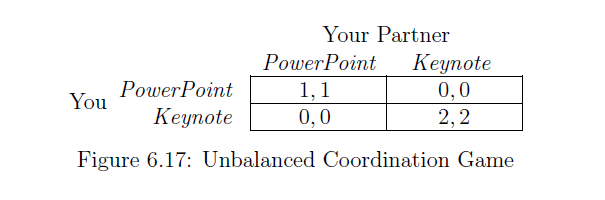 Your Partner
PowerPoint Keynote
You
PowerPoint 1, 1 0, 0
Keynote 0, 0 2, 2
Figure 6.17: Unbalanced Coordination Game